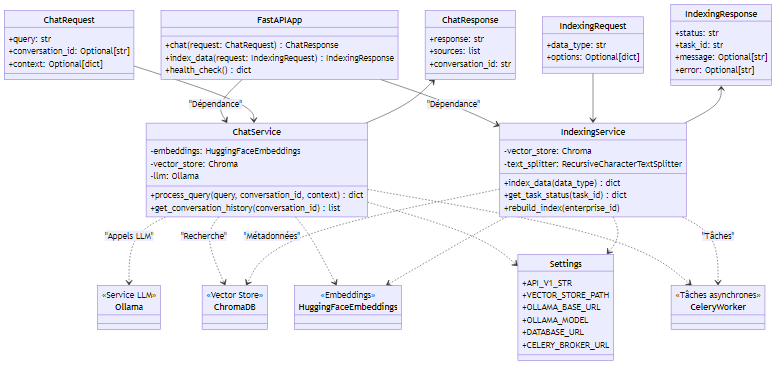 ChatRequest
+query: str
+conversation_id: Optional[str]
+context: Optional[dict]
FastAPIApp
+chat(request: ChatRequest) : ChatResponse
+index_data(request: IndexingRequest) : IndexingResponse
+health_check() : dict
ChatResponse
+response: str
+sources: list
+conversation_id: str
IndexingRequest
+data_type: str
+options: Optional[dict]
IndexingResponse
+status: str
+task_id: str
+message: Optional[str]
+error: Optional[str]
"Dépendance"
"Dépendance"
ChatService
-embeddings: HuggingFaceEmbeddings
-vector_store: Chroma
-llm: Ollama
+process_query(query, conversation_id, context) : dict
+get_conversation_history(conversation_id) : list
IndexingService
-vector_store: Chroma
-text_splitter: RecursiveCharacterTextSplitter
+index_data(data_type) : dict
+get_task_status(task_id) : dict
+rebuild_index(enterprise_id)
"Appels LLM"
"Recherche"
"Métadonnées"
"Tâches"
«Service LLM»
Ollama
«Vector Store»
ChromaDB
«Embeddings»
HuggingFaceEmbeddings
Settings
+API_V1_STR
+VECTOR_STORE_PATH
+OLLAMA_BASE_URL
+OLLAMA_MODEL
+DATABASE_URL
+CELERY_BROKER_URL
«Tâches asynchrones»
CeleryWorker